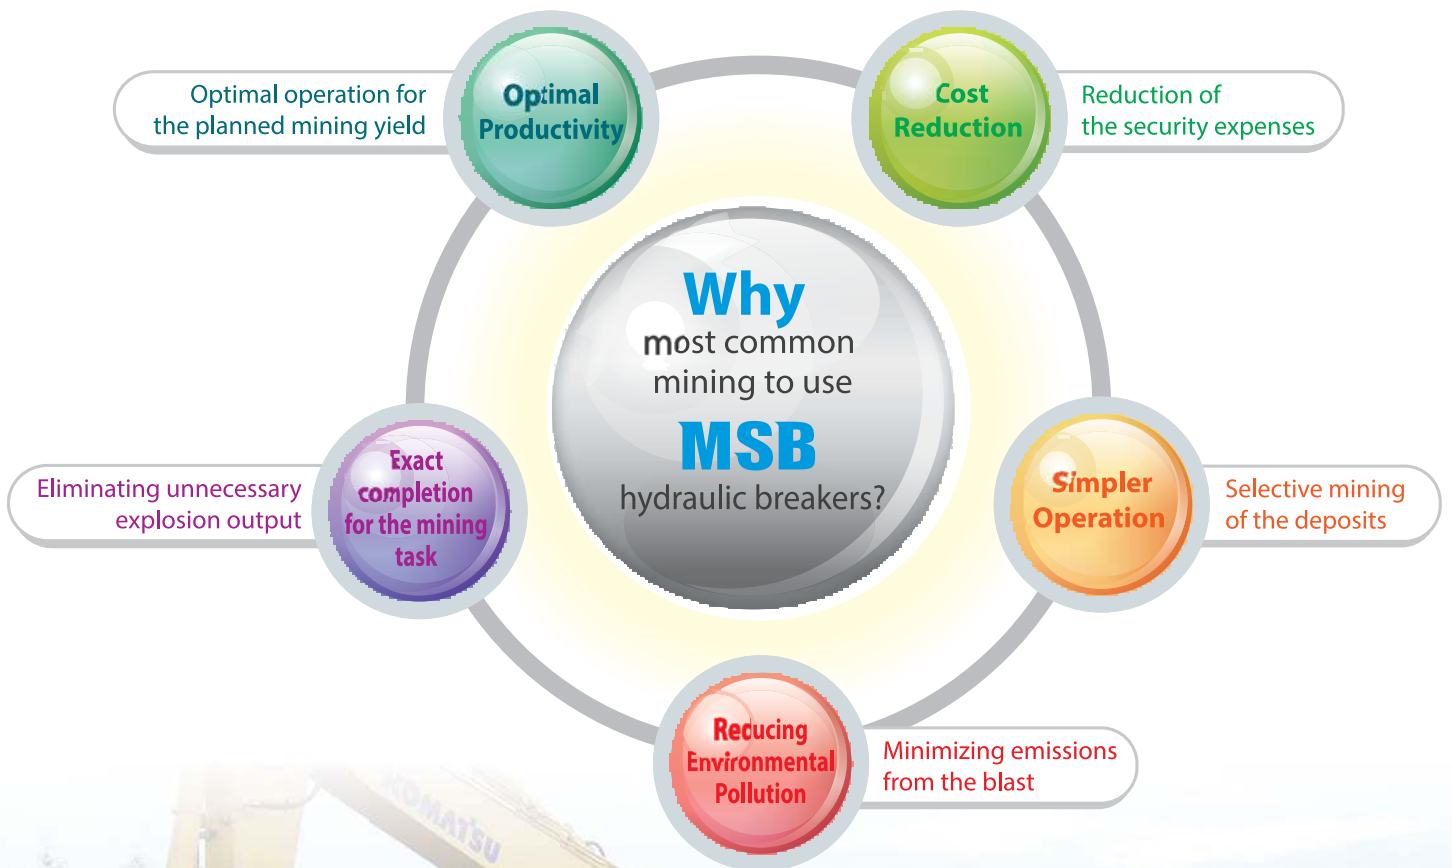 Optimal operation for
the planned mining yield
Optimal
Productivity
Cost
Reduction
Reduction of
the security expenses
Why
most common
mining to use
MSB
hydraulic breakers?
Eliminating unnecessary
explosion output
Exact
completion
for the mining
task
Simpler
Operation
Selective mining
of the deposits
Reducing
Environmental
Pollution
Minimizing emissions
from the blast
KOMATSU